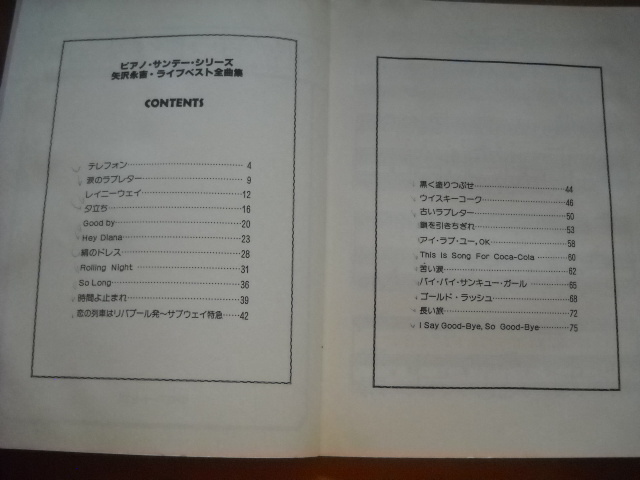 ピアノ・サンデー・シリーズ
矢沢永吉・ライブベスト全曲集
CONTENTS
テレフォン 4
涙のラブレター 9
レイニーウェイ 12
夕立ち 16
Good by 20
Hey Diana 23
絹のドレス 28
Rolling Night 31
So Long 36
時間よ止まれ 39
恋の列車はリバプール発〜サブウェイ特急 42
黒く塗りつぶせ 44
ウイスキーコーク 46
古いラブレター 50
鎖を引きちぎれ 53
アイ・ラブ・ユー,OK 58
This is Song For Coca-Cola 60
苦い涙 62
バイ・バイ・サンキュー・ガール 65
ゴールド・ラッシュ 68
長い旅 72
I Say Good-Bye, So Good-Bye 75